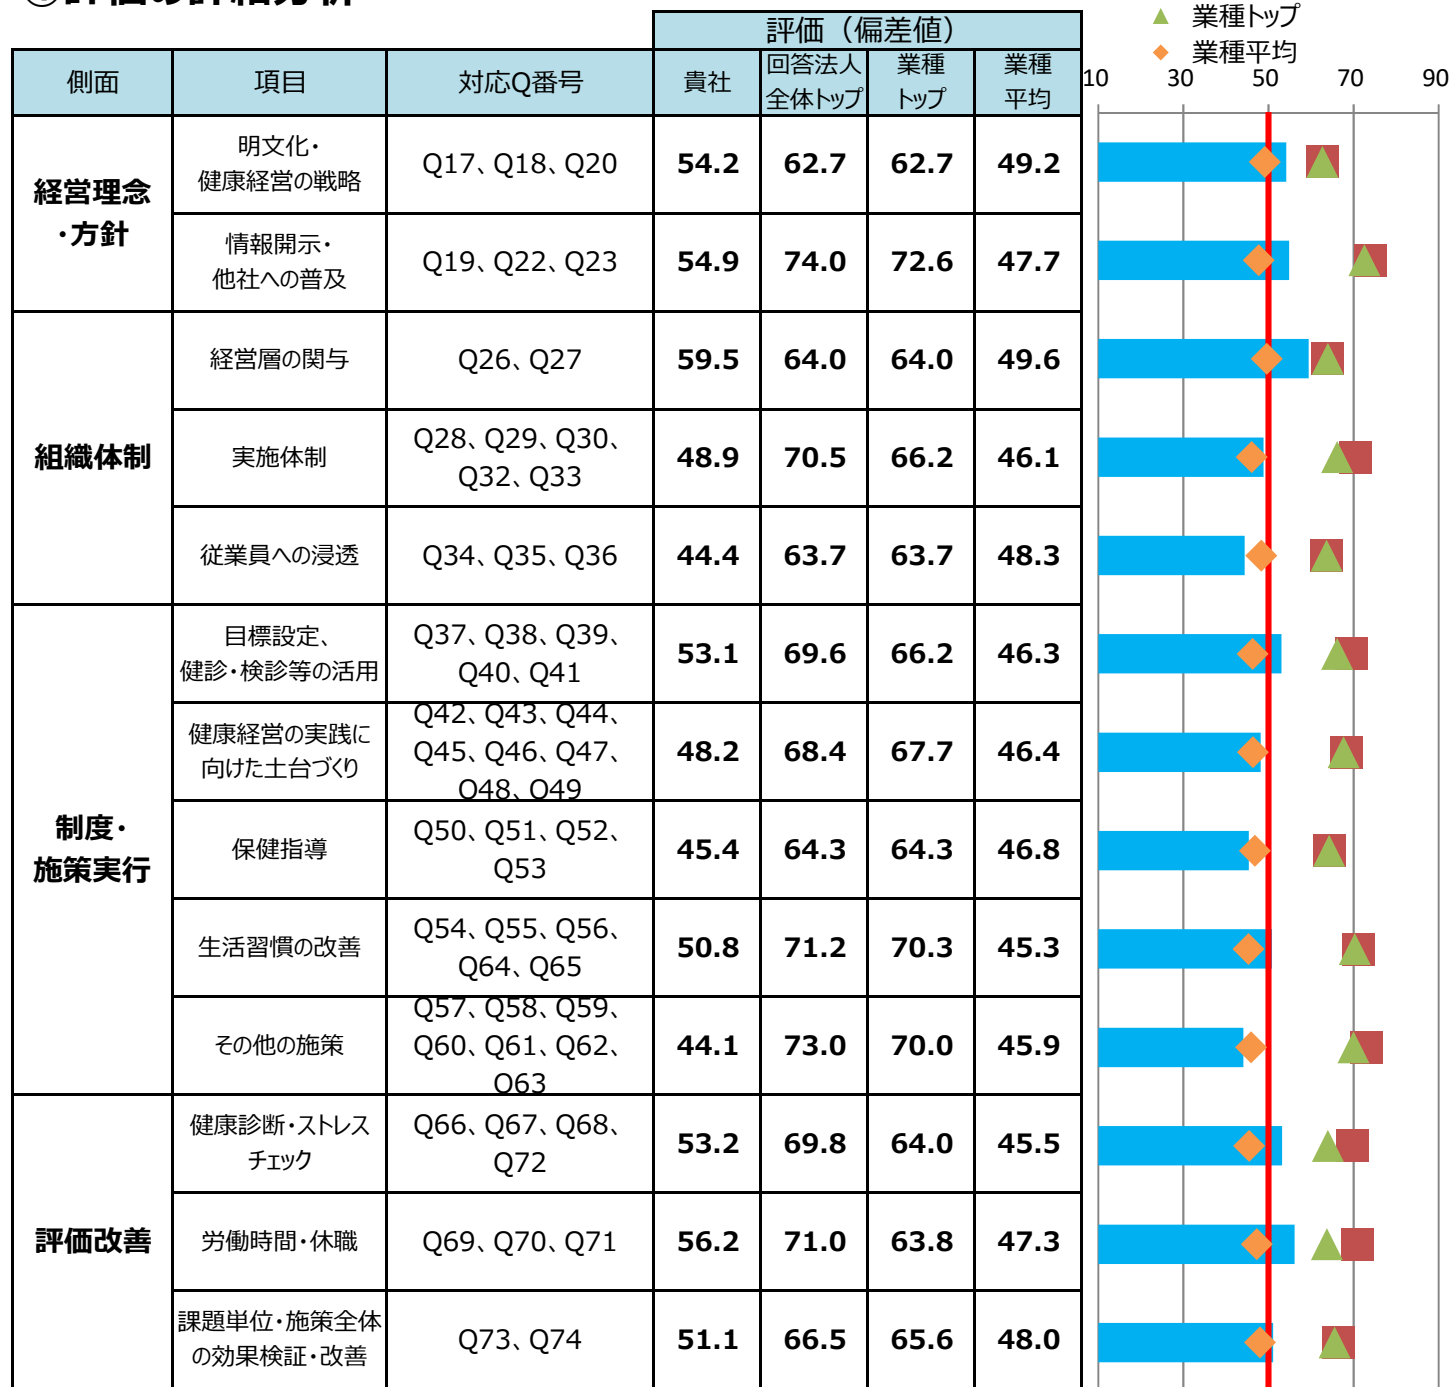 評価（偏差値）
業種トップ
業種平均
側面 項目 対応Q番号 貴社 回答法人 業種 業種
全体トップ トップ 平均
10 30 50 70 90
経営理念
・方針
明文化・
健康経営の戦略
Q17、Q18、Q20 54.2 62.7 62.7 49.2
情報開示・
他社への普及
Q19、Q22、Q23 54.9 74.0 72.6 47.7
組織体制
経営層の関与 Q26、Q27 59.5 64.0 64.0 49.6
実施体制
Q28、Q29、Q30、
Q32、Q33
48.9 70.5 66.2 46.1
従業員への浸透 Q34、Q35、Q36 44.4 63.7 63.7 48.3
制度・
施策実行
目標設定、
健診・検診等の活用
Q37、Q38、Q39、
Q40、Q41
53.1 69.6 66.2 46.3
健康経営の実践に
向けた土台づくり
Q42、Q43、Q44、
Q45、Q46、Q47、
Q48、Q49
48.2 68.4 67.7 46.4
保健指導
Q50、Q51、Q52、
Q53
45.4 64.3 64.3 46.8
生活習慣の改善
Q54、Q55、Q56、
Q64、Q65
50.8 71.2 70.3 45.3
その他の施策
Q57、Q58、Q59、
Q60、Q61、Q62、
Q63
44.1 73.0 70.0 45.9
評価改善
健康診断・ストレス
チェック
Q66、Q67、Q68、
Q72
53.2 69.8 64.0 45.5
労働時間・休職 Q69、Q70、Q71 56.2 71.0 63.8 47.3
課題単位・施策全体
の効果検証・改善
Q73、Q74 51.1 66.5 65.6 48.0